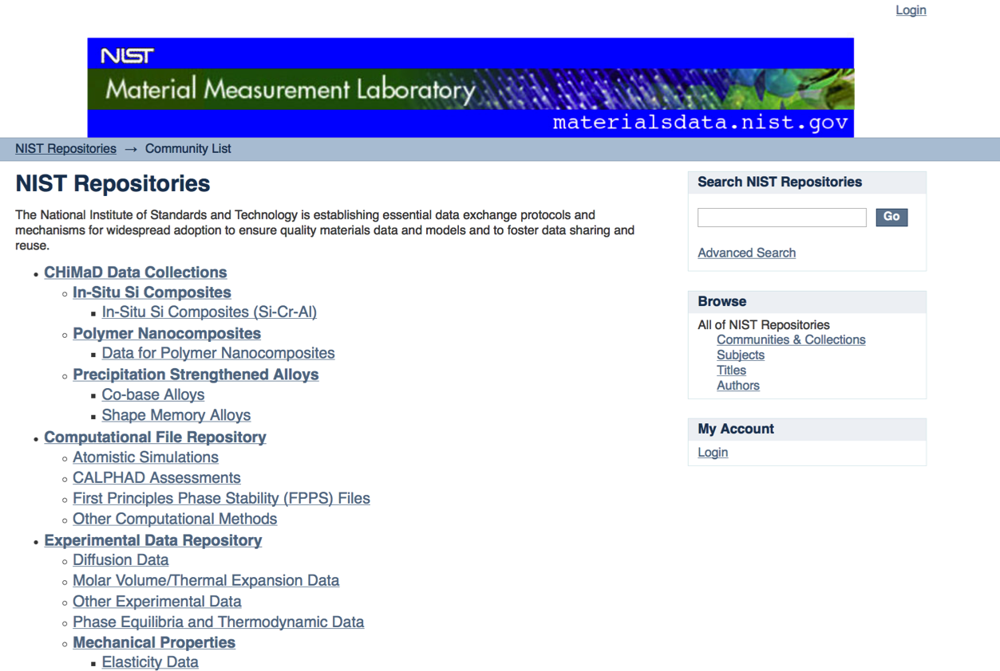 Login
NIST
Material Measurement Laboratory
materialsdata.nist.gov
NIST Repositories → Community List
NIST Repositories
The National Institute of Standards and Technology is establishing essential data exchange protocols and
mechanisms for widespread adoption to ensure quality materials data and models and to foster data sharing and
reuse.
• CHiMaD Data Collections
◦ In-Situ Si Composites
▪ In-Situ Si Composites (Si-Cr-Al)
◦ Polymer Nanocomposites
▪ Data for Polymer Nanocomposites
◦ Precipitation Strengthened Alloys
▪ Co-base Alloys
▪ Shape Memory Alloys
• Computational File Repository
◦ Atomistic Simulations
◦ CALPHAD Assessments
◦ First Principles Phase Stability (FPPS) Files
◦ Other Computational Methods
• Experimental Data Repository
◦ Diffusion Data
◦ Molar Volume/Thermal Expansion Data
◦ Other Experimental Data
◦ Phase Equilibria and Thermodynamic Data
◦ Mechanical Properties
▪ Elasticity Data
Search NIST Repositories
Go
Advanced Search
Browse
All of NIST Repositories
Communities & Collections
Subjects
Titles
Authors
My Account
Login